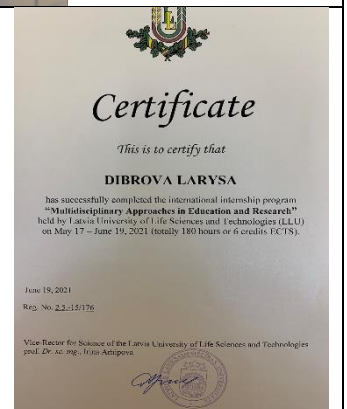 Certificate
This is to certify that
DIBROVA LARYSA
has successfully completed the international internship program
“Multidisciplinary Approaches in Education and Research”
held by Latvia University of Life Sciences and Technologies (LLU)
on May 17 – June 19, 2021 (totally 180 hours or 6 credits ECTS).
June 19, 2021
Reg. No. 2.5.-15/176
Vice-Rector for Science of the Latvia University of Life Sciences and Technologies
prof. Dr. sc. ing., Irina Arhipova